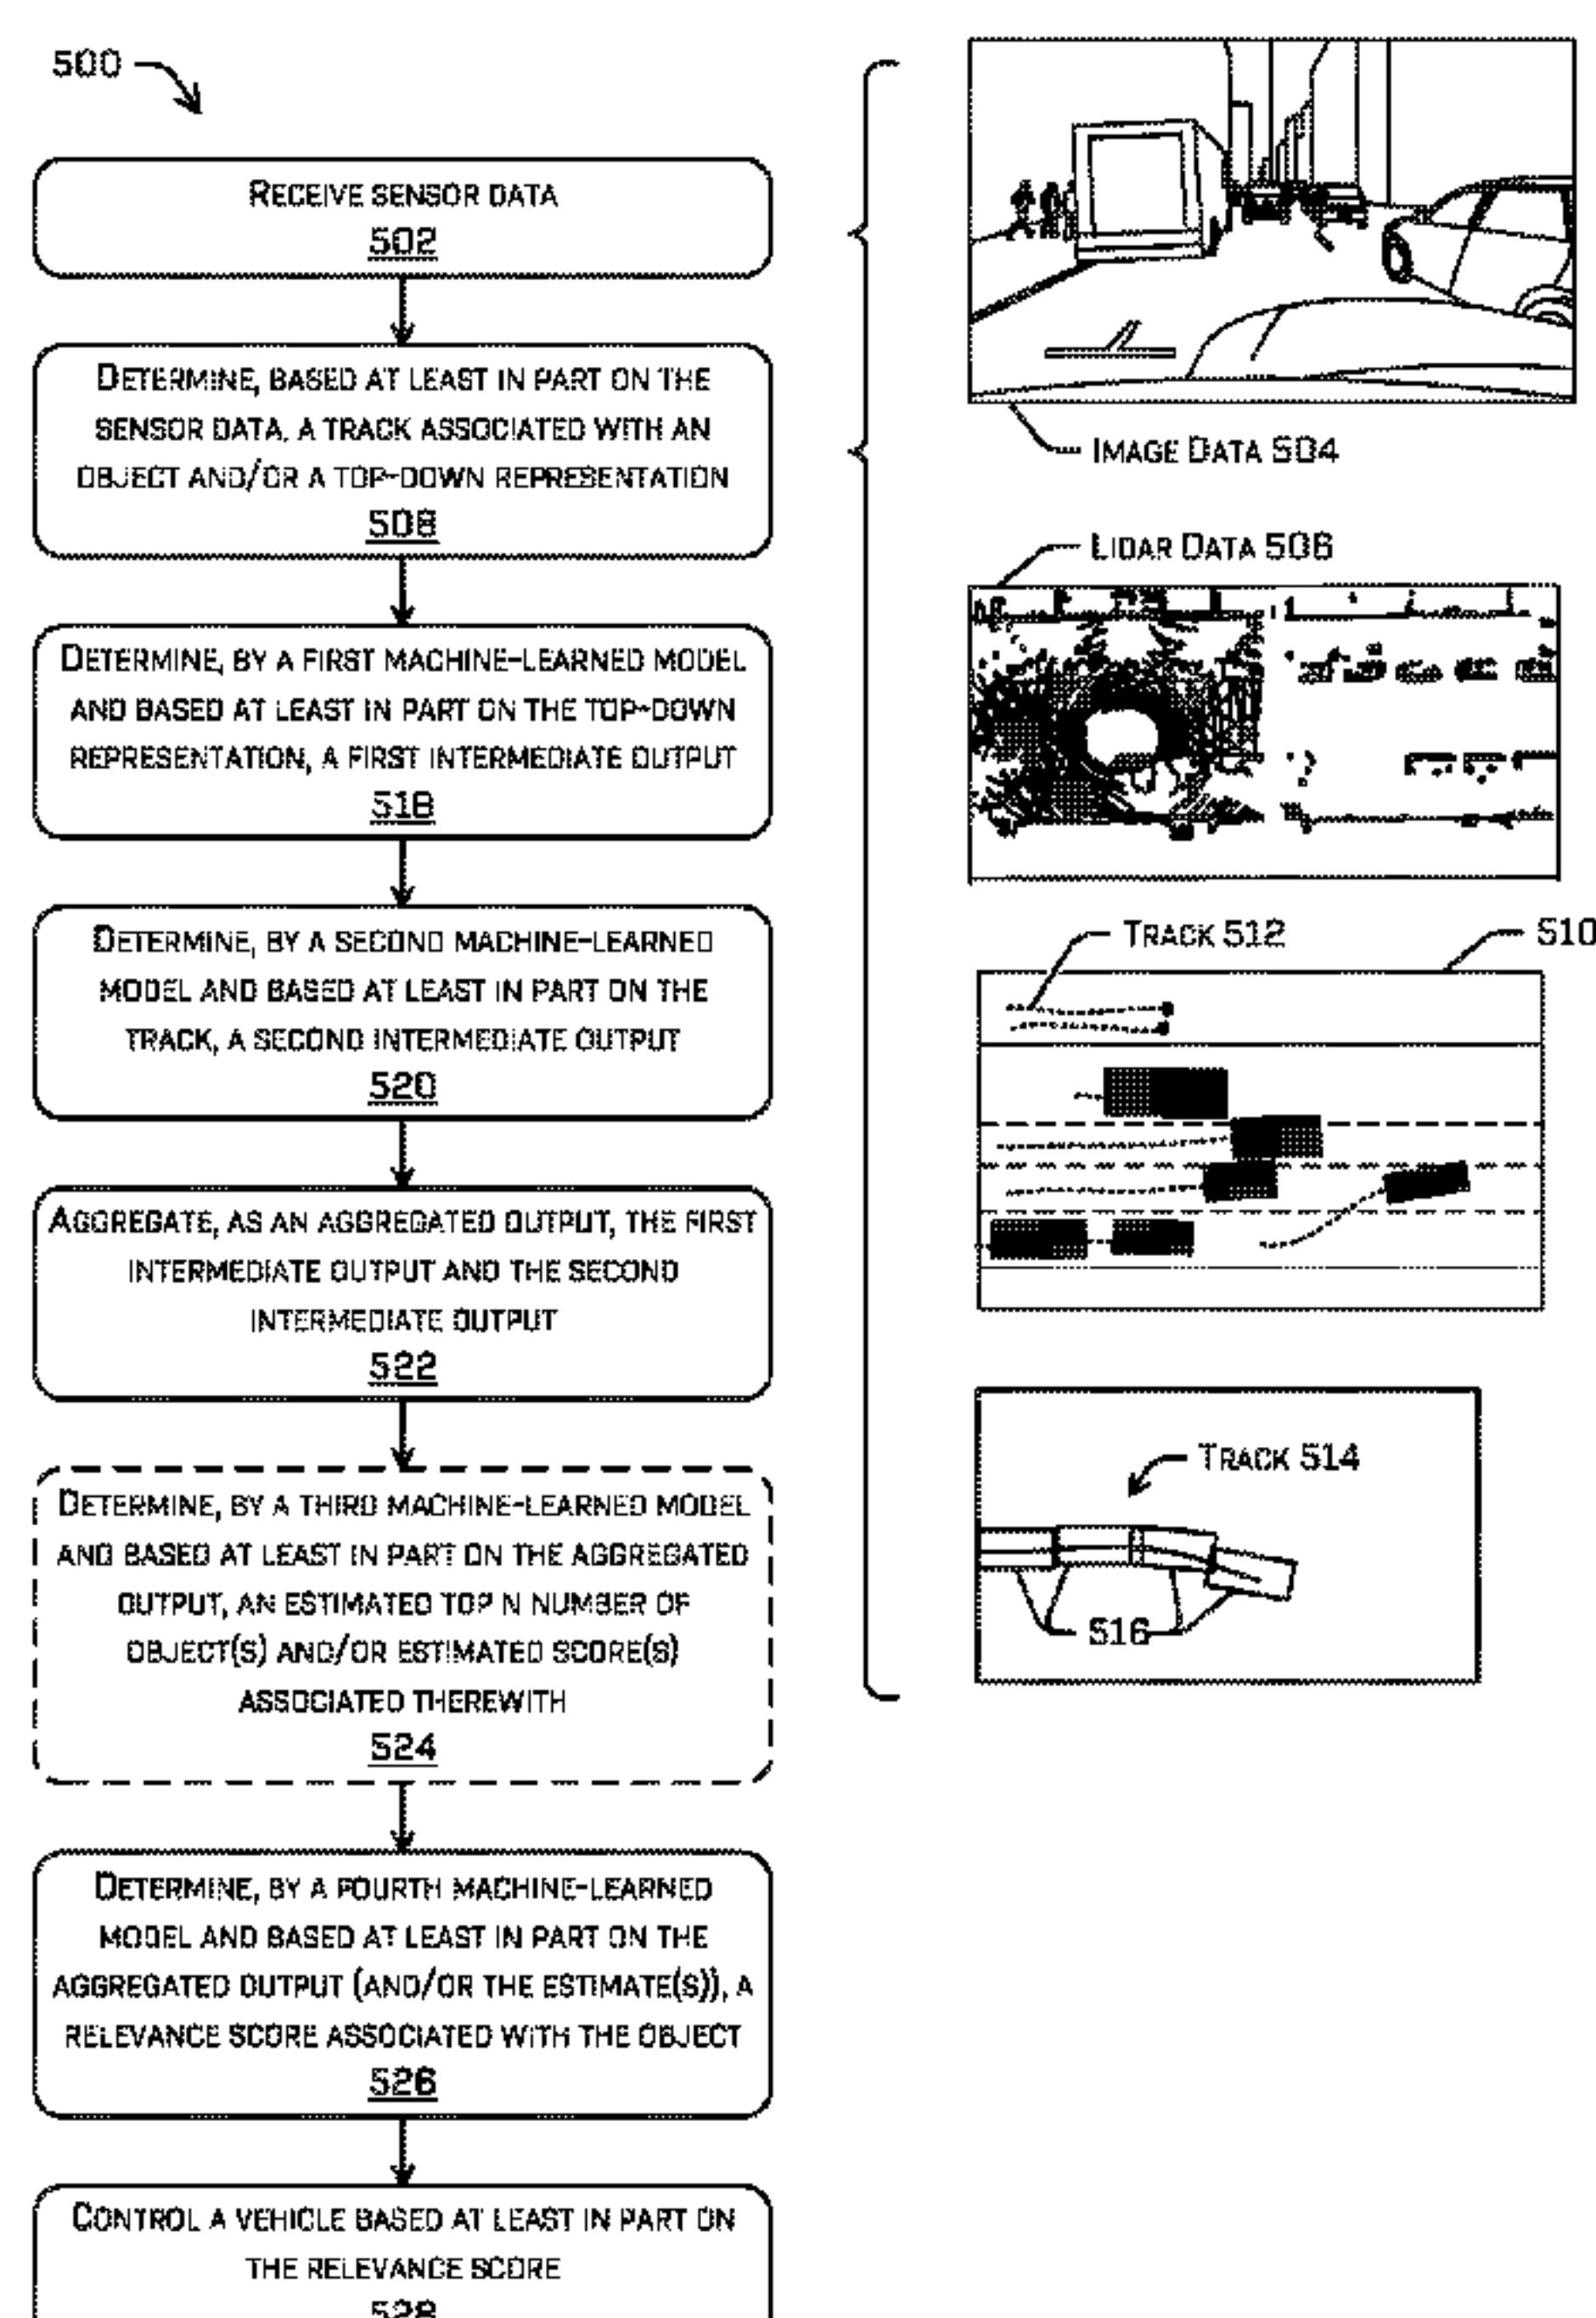 500
RECEIVE SENSOR DATA
502
DETERMINE, BASED AT LEAST IN PART ON THE
SENSOR DATA, A TRACK ASSOCIATED WITH AN
OBJECT AND/OR A TOP-DOWN REPRESENTATION
508
DETERMINE, BY A FIRST MACHINE-LEARNED MODEL
AND BASED AT LEAST IN PART ON THE TOP-DOWN
REPRESENTATION, A FIRST INTERMEDIATE OUTPUT
518
DETERMINE, BY A SECOND MACHINE-LEARNED
MODEL AND BASED AT LEAST IN PART ON THE
TRACK, A SECOND INTERMEDIATE OUTPUT
520
AGGREGATE, AS AN AGGREGATED OUTPUT, THE FIRST
INTERMEDIATE OUTPUT AND THE SECOND
INTERMEDIATE OUTPUT
522
DETERMINE, BY A THIRD MACHINE-LEARNED MODEL
AND BASED AT LEAST IN PART ON THE AGGREGATED
OUTPUT, AN ESTIMATED TOP N NUMBER OF
OBJECT(S) AND/OR ESTIMATED SCORE(S)
ASSOCIATED THEREWITH
524
DETERMINE, BY A FOURTH MACHINE-LEARNED
MODEL AND BASED AT LEAST IN PART ON THE
AGGREGATED OUTPUT (AND/OR THE ESTIMATE(S)), A
RELEVANCE SCORE ASSOCIATED WITH THE OBJECT
526
CONTROL A VEHICLE BASED AT LEAST IN PART ON
THE RELEVANCE SCORE
528
IMAGE DATA 504
LIDAR DATA 506
TRACK 512
510
TRACK 514
516